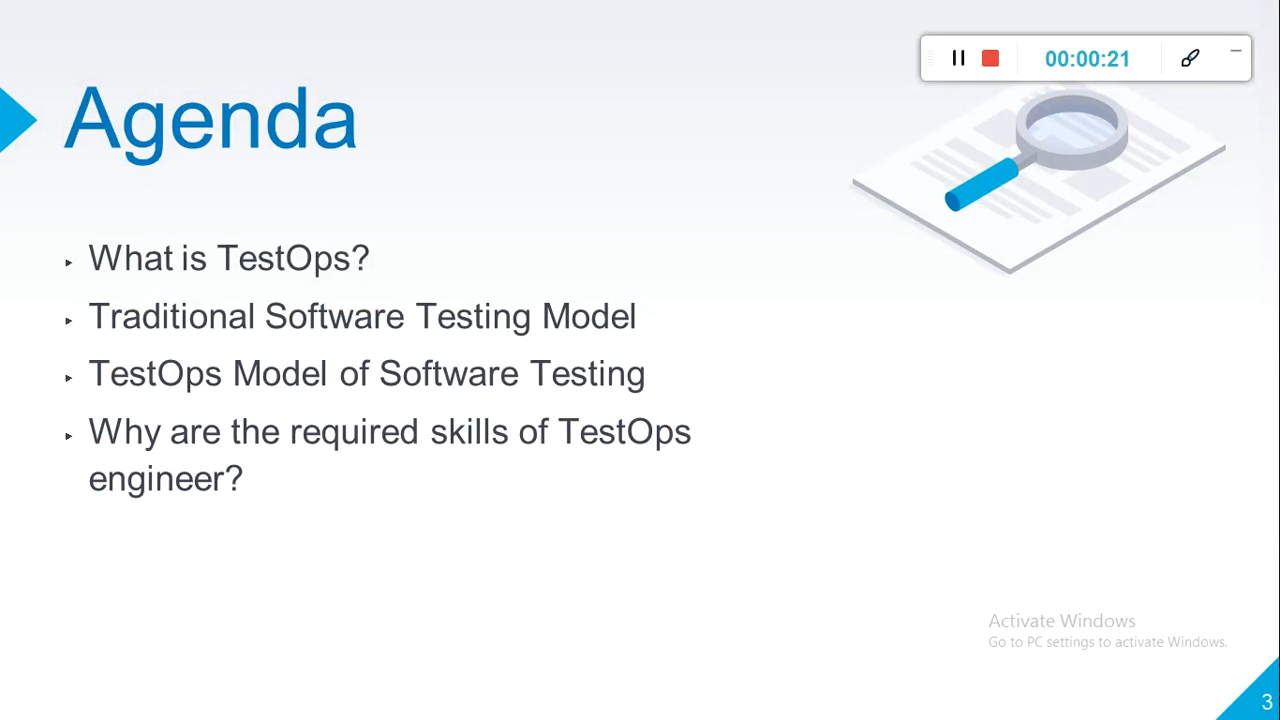 00:00:21
Agenda
What is TestOps?
Traditional Software Testing Model
TestOps Model of Software Testing
Why are the required skills of TestOps
engineer?
Activate Windows
Go to PC settings to activate Windows.
3